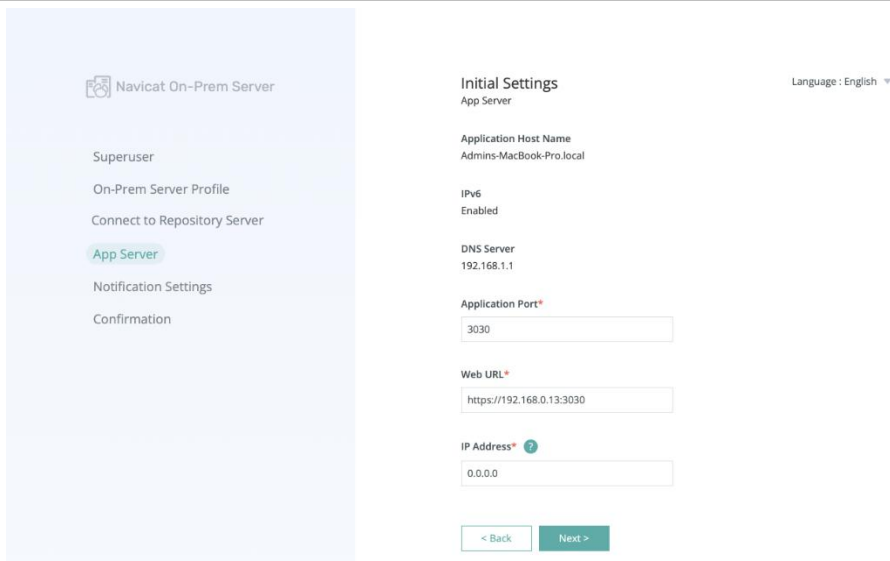 Navicat On-Prem Server
Superuser
On-Prem Server Profile
Connect to Repository Server
App Server
Notification Settings
Confirmation
Initial Settings
App Server
Language : English
Application Host Name
Admins-MacBook-Pro.local
IPv6
Enabled
DNS Server
192.168.1.1
Application Port*
3030
Web URL*
https://192.168.0.13:3030
IP Address* ?
0.0.0.0
< Back
Next >